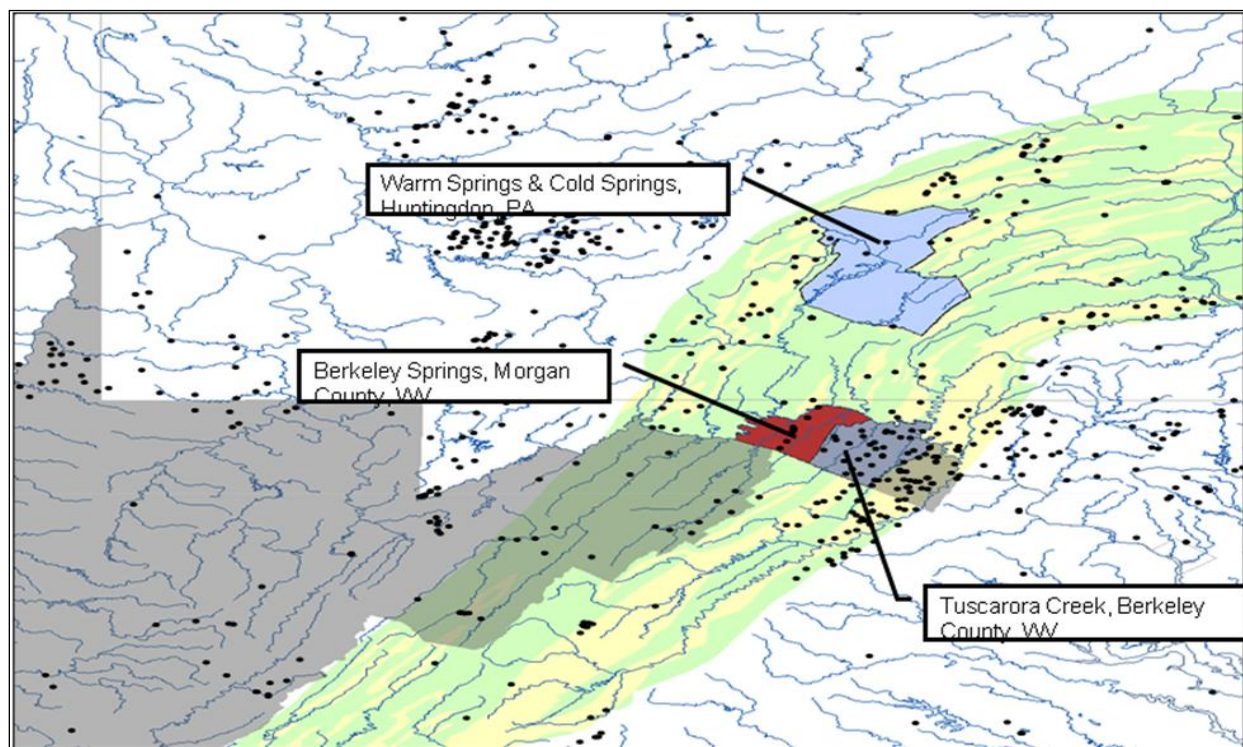 Warm Springs & Cold Springs,
Huntingdon, PA
Berkeley Springs, Morgan
County, WV
Tuscarora Creek, Berkeley
County, WV